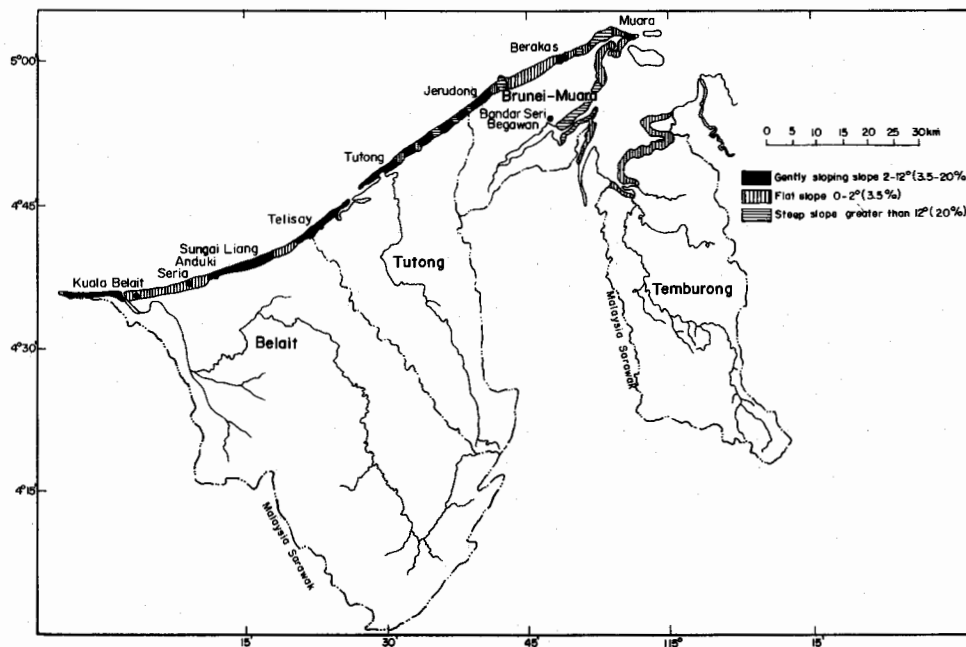 Muara
Berakas
5°00
Jerudong
Brunei-Muara
Bandar Seri
Begawan
0 5 10 15 20 25 30 km
Tutong
Gently sloping slope 2-12° (3.5-20%
Flat slope 0-2° (3.5%)
Steep slope greater than 12° (20%)
4°45
Telisay
Sungai Liang
Anduki
Seria
Kuala Belait
Tutong
Temburong
Malaysia Sarawak
4°30
Belait
4°15
Malaysia Sarawak
15' 30' 45' 115° 15'